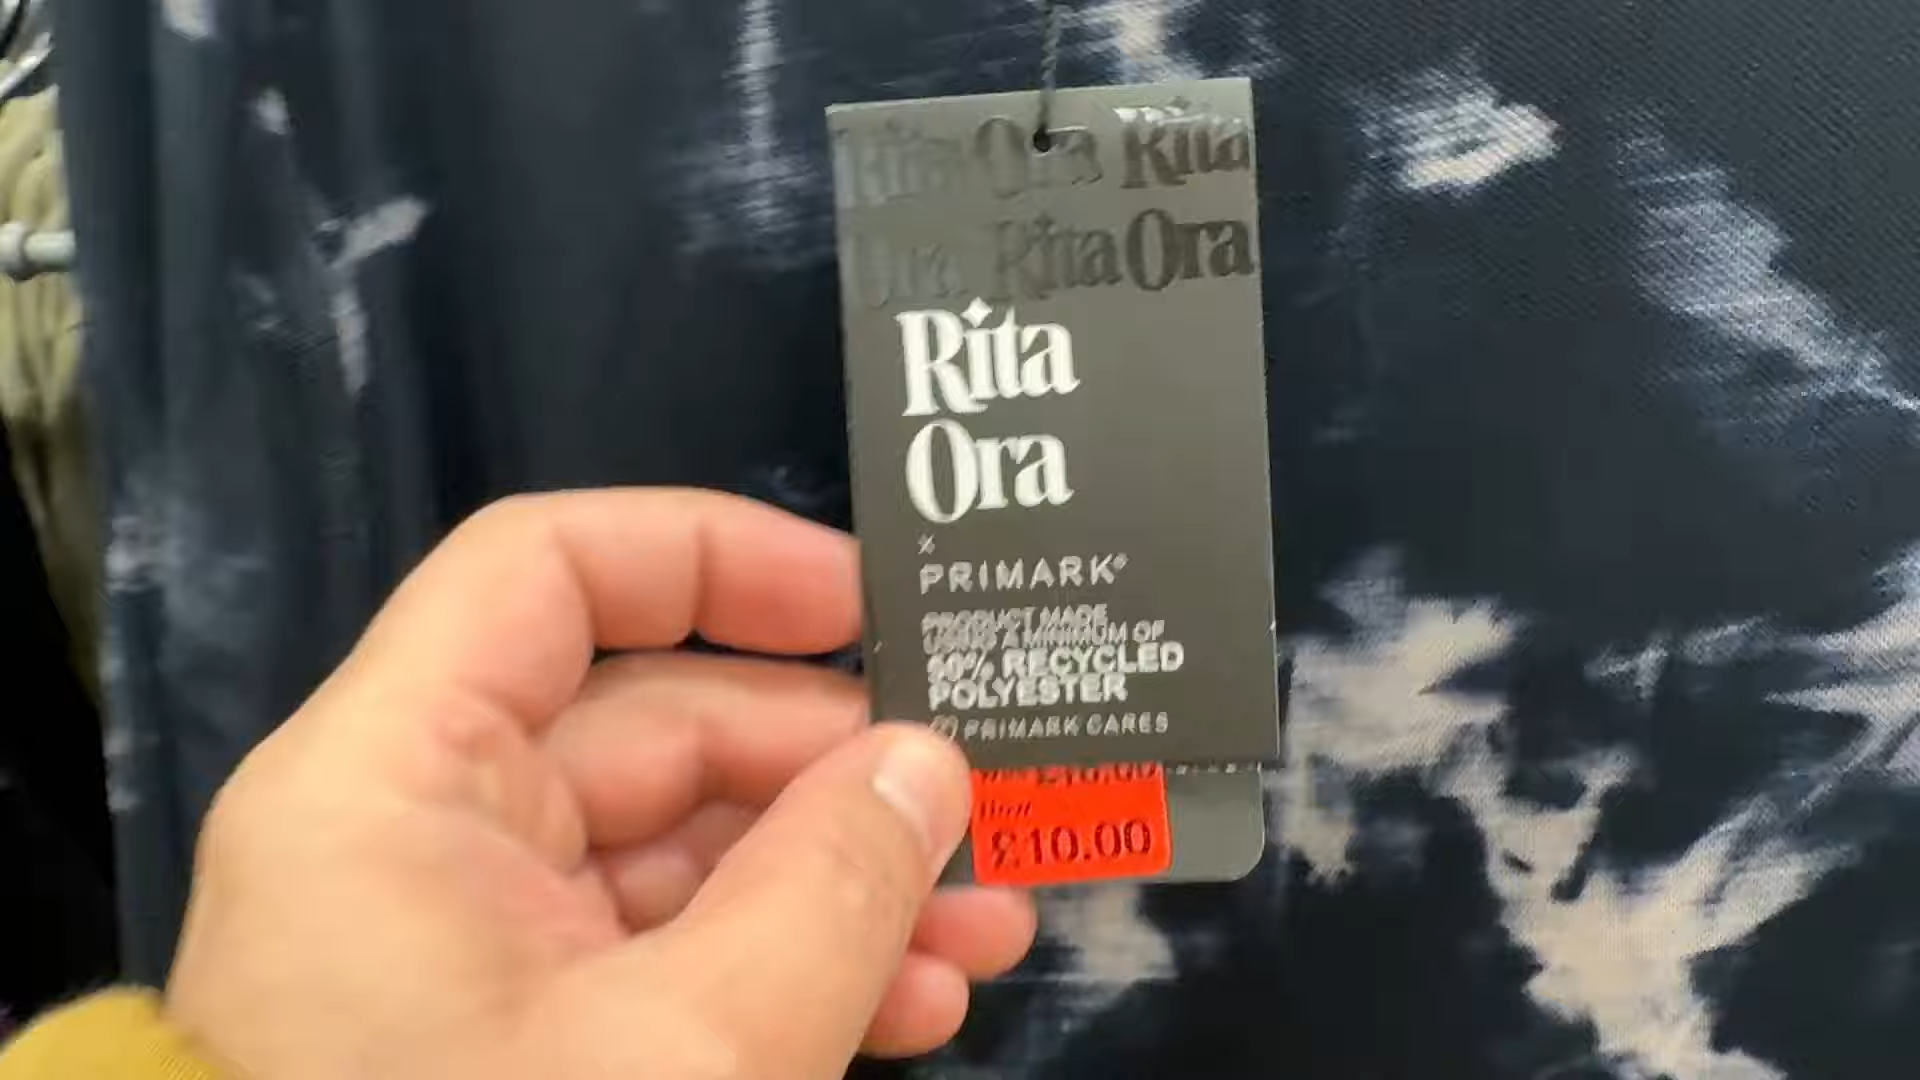 Rita Ora Rita
Ora Rita Ora
Rita
Ora
x
PRIMARK®
PRODUCT MADE
USING A MINIMUM OF
RECYCLED
POLYESTER
PRIMARK CARES
£10.00